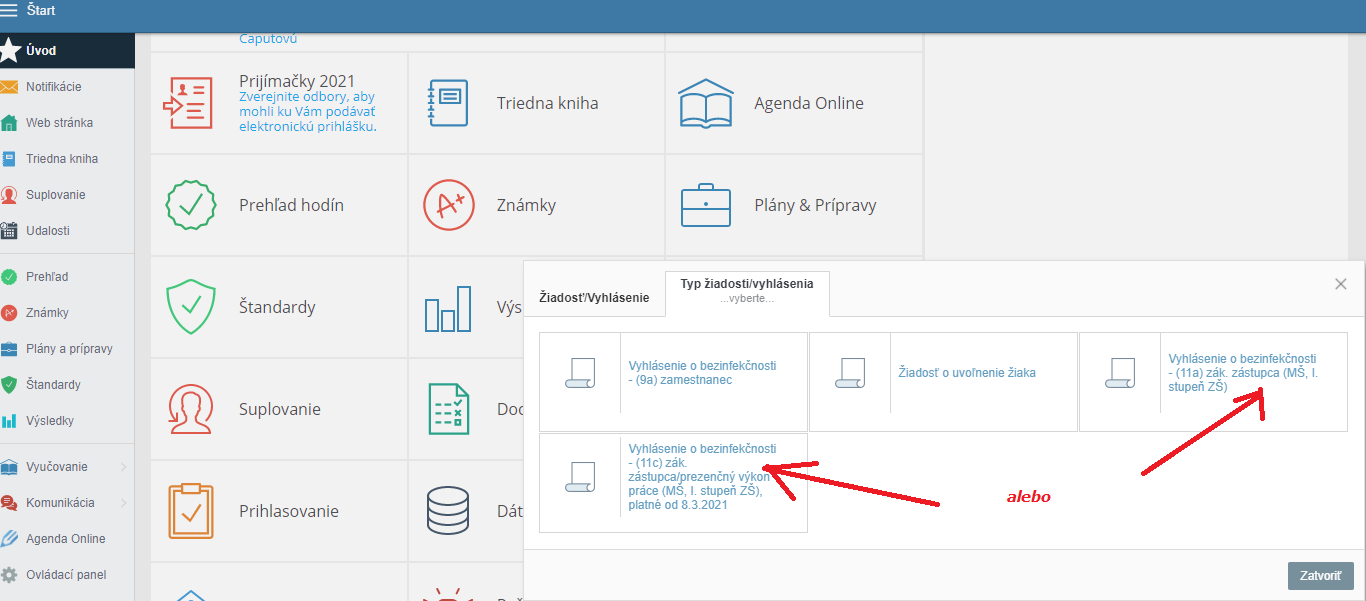 Štart
Úvod
Notifikácie
Web stránka
Triedna kniha
Suplovanie
Udalosti
Prehľad
Známky
Plány a prípravy
Štandardy
Výsledky
Vyučovanie
Komunikácia
Agenda Online
Ovládací panel
Čaputovú
Prijímačky 2021
Zverejnite odbory, aby
mohli ku Vám podávať
elektronickú prihlášku.
Triedna kniha
Agenda Online
Prehľad hodín
Známky
Plány & Prípravy
Štandardy
Výs
Suplovanie
Doc
Prihlasovanie
Dát
Žiadosť/Vyhlásenie
Typ žiadosti/vyhlásenia
...vyberte...
Vyhlásenie o bezinfekčnosti
- (9a) zamestnanec
Žiadosť o uvoľnenie žiaka
Vyhlásenie o bezinfekčnosti
- (11a) zák. zástupca (MŠ, I.
stupeň ZŠ)
Vyhlásenie o bezinfekčnosti
- (11c) zák.
zástupca/prezenčný výkon
práce (MŠ, I. stupeň ZŠ),
platné od 8.3.2021
alebo
Zatvoriť